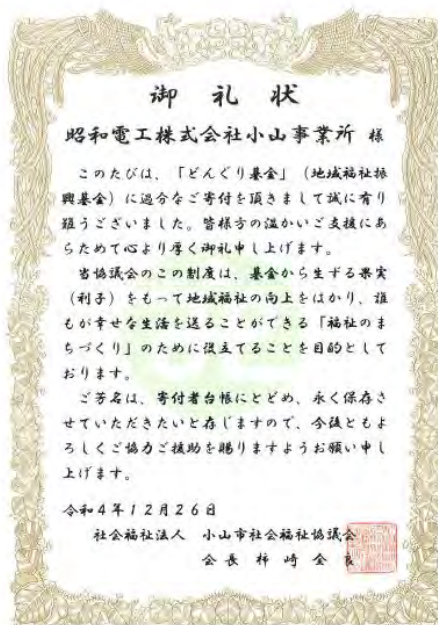 御礼状
昭和電工株式会社小山事業所 様
このたびは、「どんぐり基金」（地域福祉振
興基金）に過分なご寄付を頂きまして誠に有り
難うございました。皆様方の温かいご支援にあ
らためて心より厚く御礼申し上げます。
当協議会のこの制度は、基金から生ずる果実
（利子）をもって地域福祉の向上をはかり、誰
もが幸せな生活を送ることができる「福祉のま
ちづくり」のために役立てることを目的として
おります。
ご芳名は、寄付者台帳にとどめ、永く保存さ
せていただきたいと存じますので、今後ともよ
ろしくご協力ご援助を賜りますようお願い申し
上げます。
令和4年12月26日
社会福祉法人 小山市社会福祉協議会
会長 柿崎全良